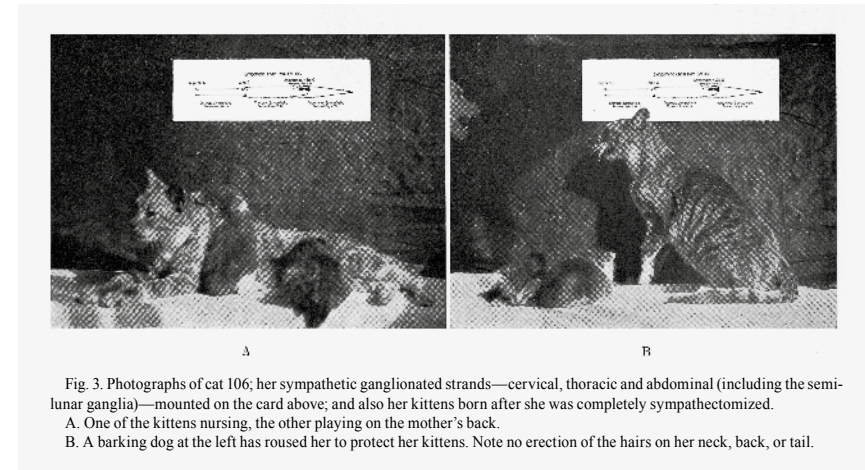 A
B
Fig. 3. Photographs of cat 106; her sympathetic ganglionated strands—cervical, thoracic and abdominal (including the semi-
lunar ganglia)—mounted on the card above; and also her kittens born after she was completely sympathectomized.
A. One of the kittens nursing, the other playing on the mother's back.
B. A barking dog at the left has roused her to protect her kittens. Note no erection of the hairs on her neck, back, or tail.